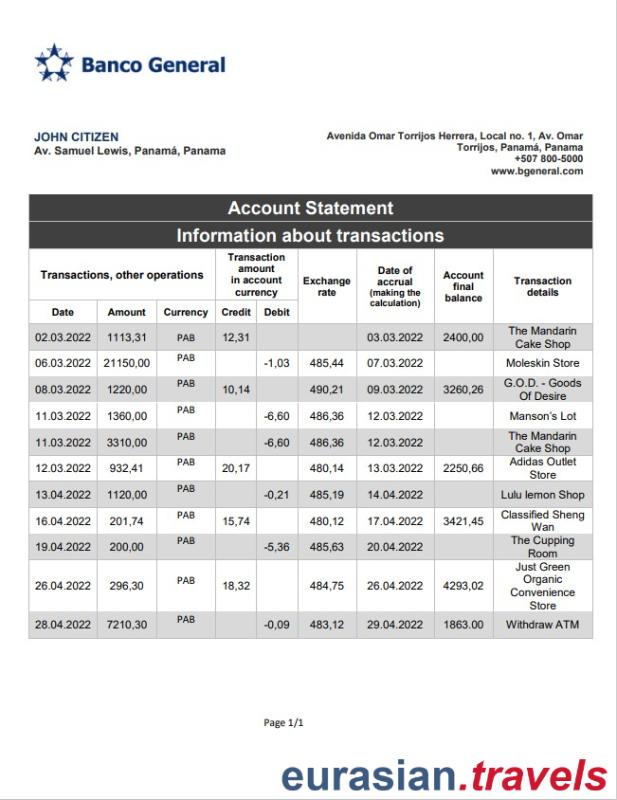 Banco General
JOHN CITIZEN
Av. Samuel Lewis, Panamá, Panama
Avenida Omar Torrijos Herrera, Local no. 1, Av. Omar
Torrijos, Panamá, Panama
+507 800-5000
www.bgeneral.com
Account Statement
Information about transactions
Transactions, other operations
Transaction
amount
in account
currency
Exchange
rate
Date of
accrual
(making the
calculation)
Account
final
balance
Transaction
details
Date Amount Currency Credit Debit
02.03.2022 1113,31 PAB 12,31 03.03.2022 2400,00 The Mandarin
Cake Shop
06.03.2022 21150,00 PAB -1,03 485,44 07.03.2022 Moleskin Store
08.03.2022 1220,00 PAB 10,14 490,21 09.03.2022 3260,26 G.O.D. - Goods
Of Desire
11.03.2022 1360,00 PAB -6,60 486,36 12.03.2022 Manson's Lot
11.03.2022 3310,00 PAB -6,60 486,36 12.03.2022 The Mandarin
Cake Shop
12.03.2022 932,41 PAB 20,17 480,14 13.03.2022 2250,66 Adidas Outlet
Store
13.04.2022 1120,00 PAB -0,21 485,19 14.04.2022 Lulu lemon Shop
16.04.2022 201,74 PAB 15,74 480,12 17.04.2022 3421,45 Classified Sheng
Wan
19.04.2022 200,00 PAB -5,36 485,63 20.04.2022 The Cupping
Room
26.04.2022 296,30 PAB 18,32 484,75 26.04.2022 4293,02 Just Green
Organic
Convenience
Store
28.04.2022 7210,30 PAB -0,09 483,12 29.04.2022 1863.00 Withdraw ATM
Page 1/1
eurasian.travels